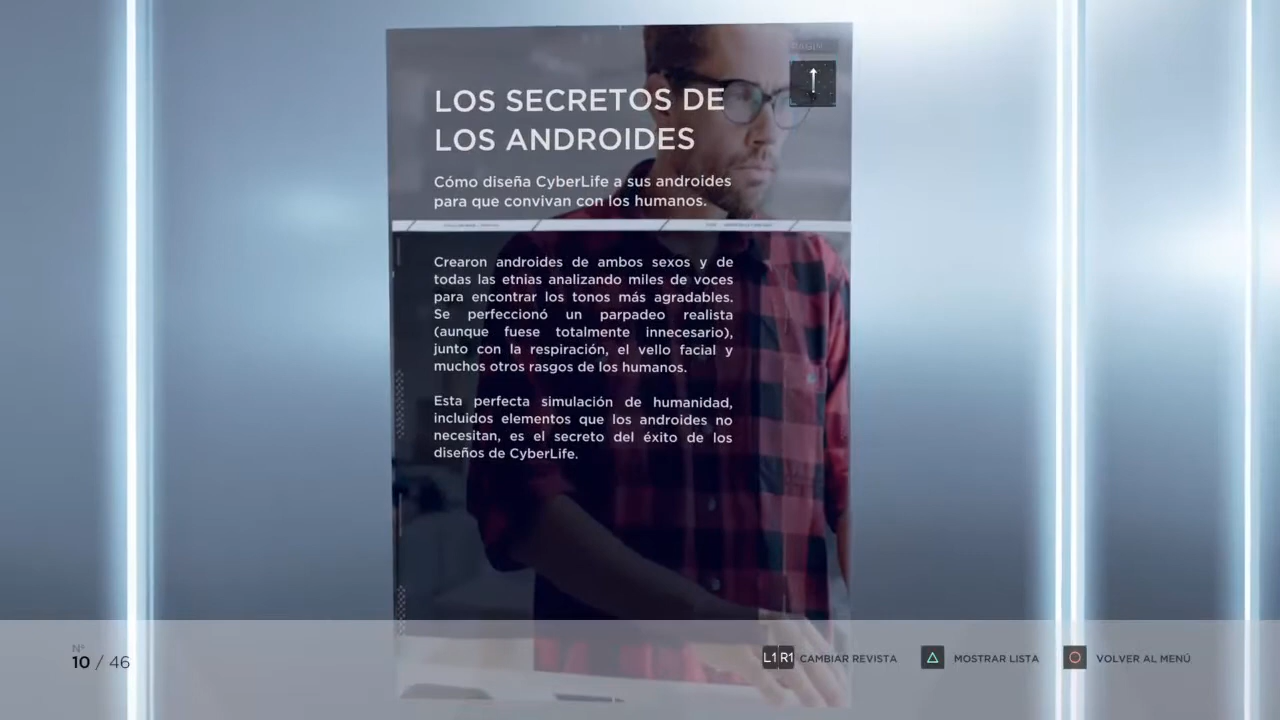 LOS SECRETOS DE
LOS ANDROIDES
Cómo diseña CyberLife a sus androides
para que convivan con los humanos.
Crearon androides de ambos sexos y de
todas las etnias analizando miles de voces
para encontrar los tonos más agradables.
Se perfeccionó un parpadeo realista
(aunque fuese totalmente innecesario),
junto con la respiración, el vello facial y
muchos otros rasgos de los humanos.
Esta perfecta simulación de humanidad,
incluidos elementos que los androides no
necesitan, es el secreto del éxito de los
diseños de CyberLife.
Nº
10 / 46
L1 R1 CAMBIAR REVISTA
MOSTRAR LISTA
VOLVER AL MENÚ